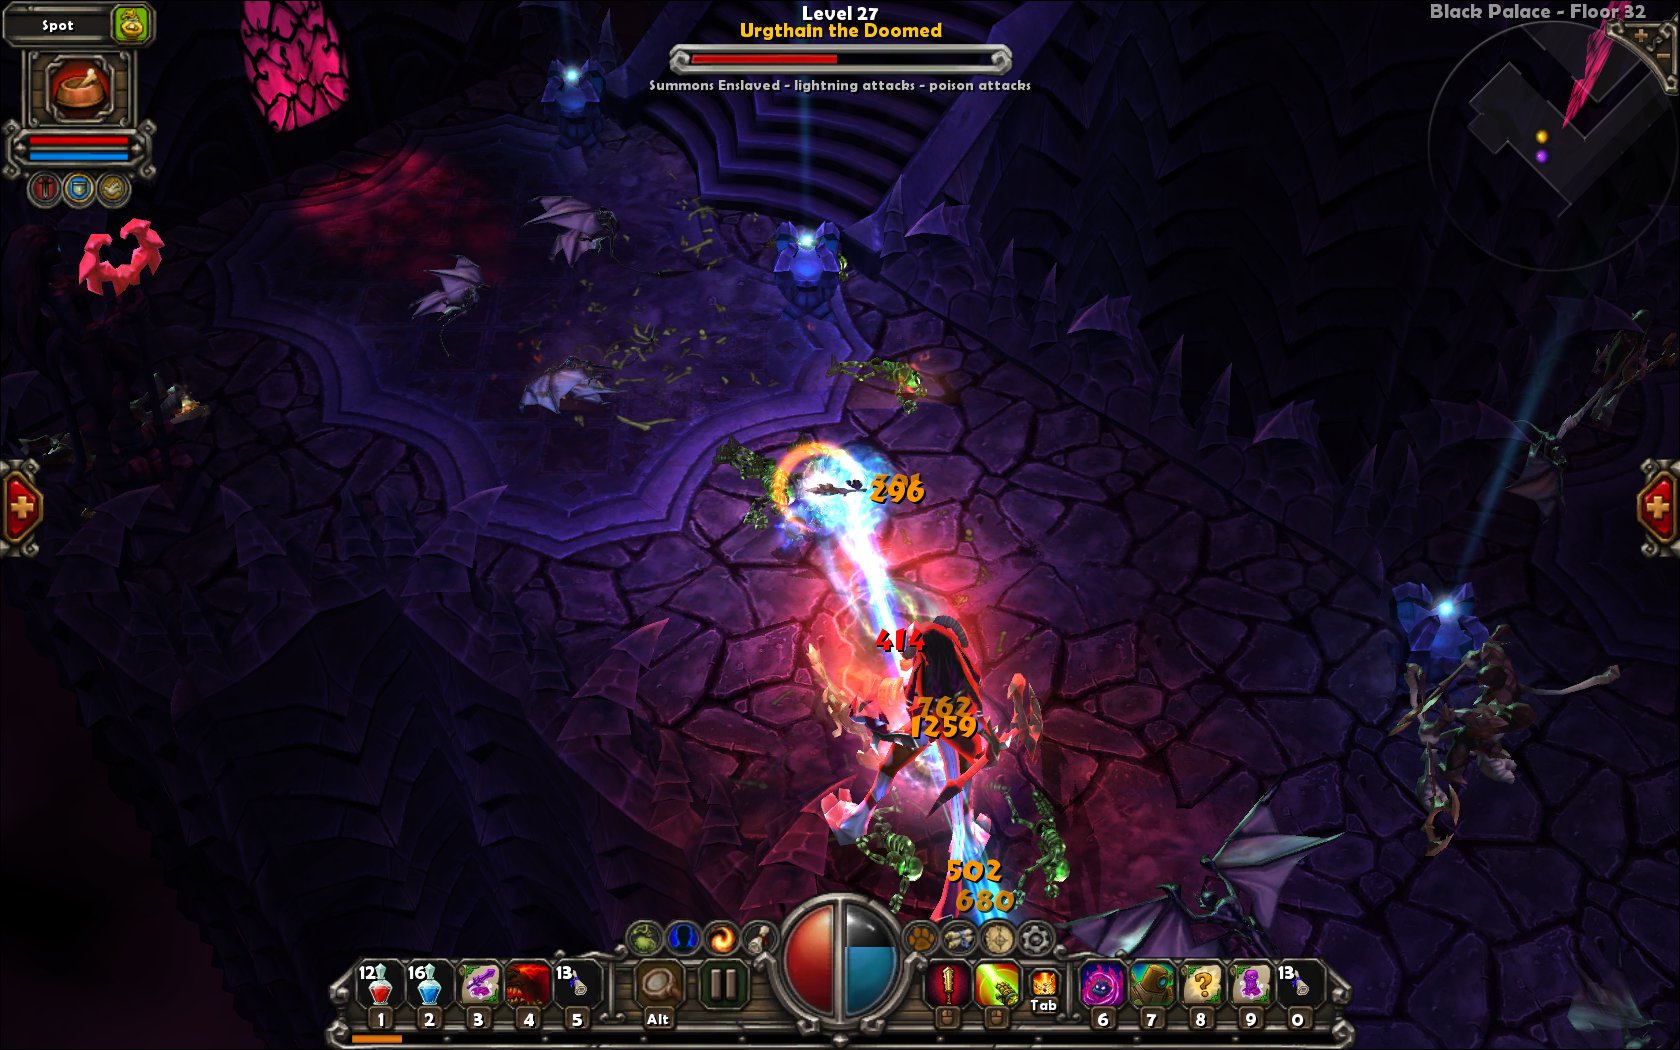 Spot
Level 27
Urgthain the Doomed
Summons Enslaved - lightning attacks - poison attacks
Black Palace - Floor 32
296
414
762
1259
502
680
12 16 13 13
Tab
1 2 3 4 5 Alt 6 7 8 9 0